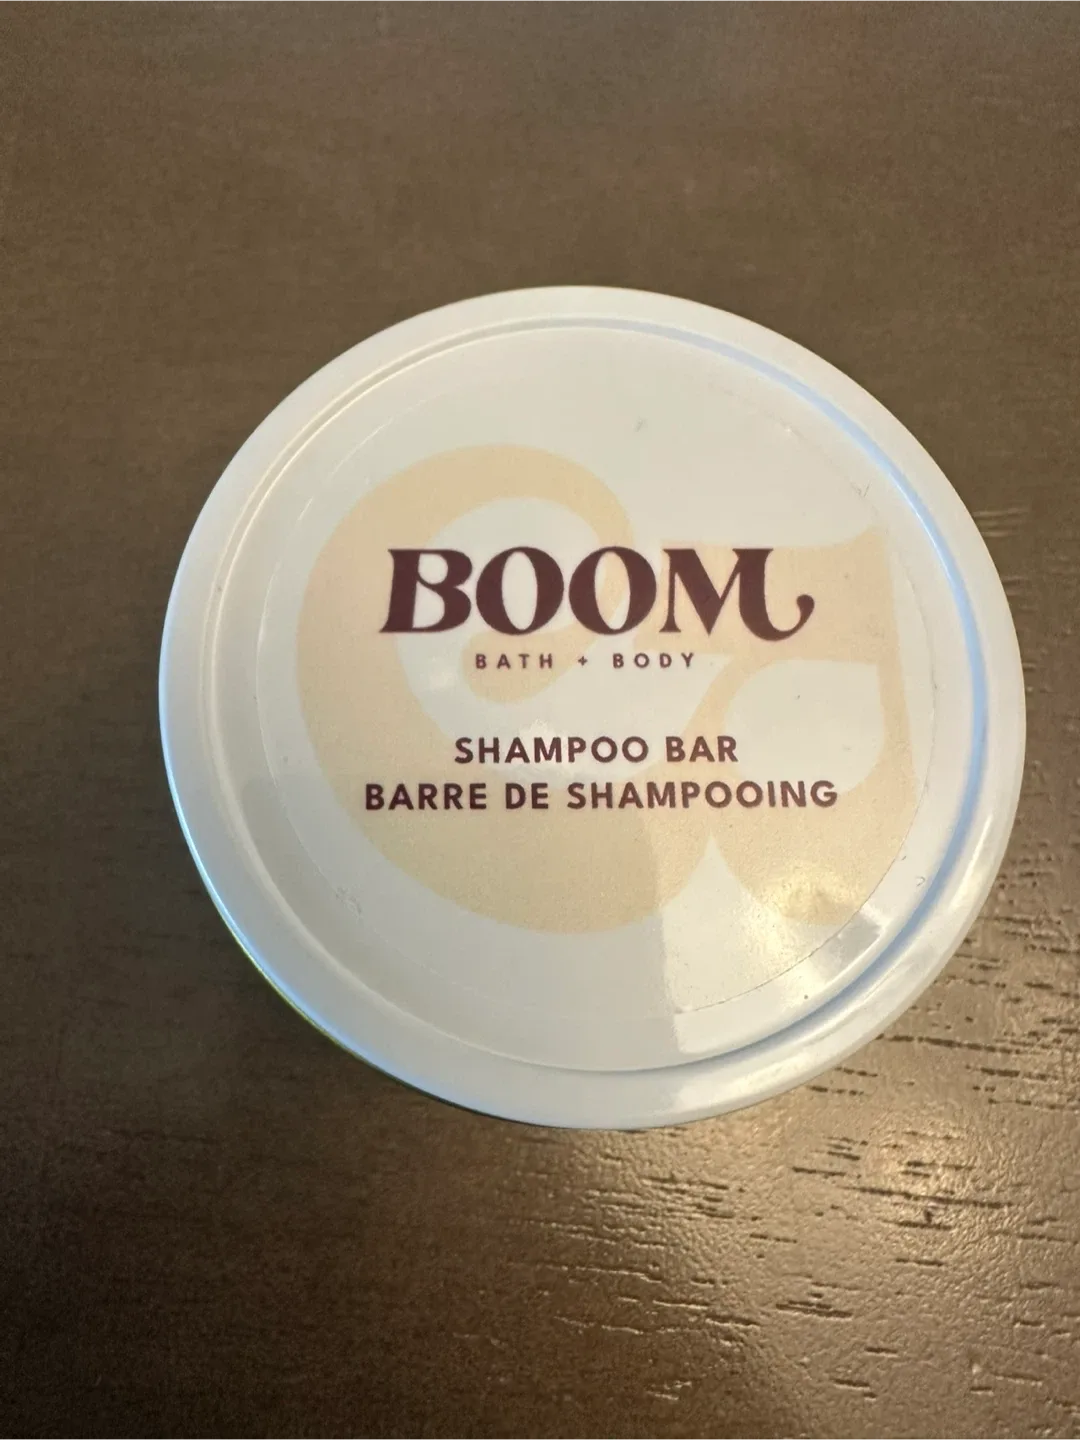 BOOM
BATH + BODY
SHAMPOO BAR
BARRE DE SHAMPOOING